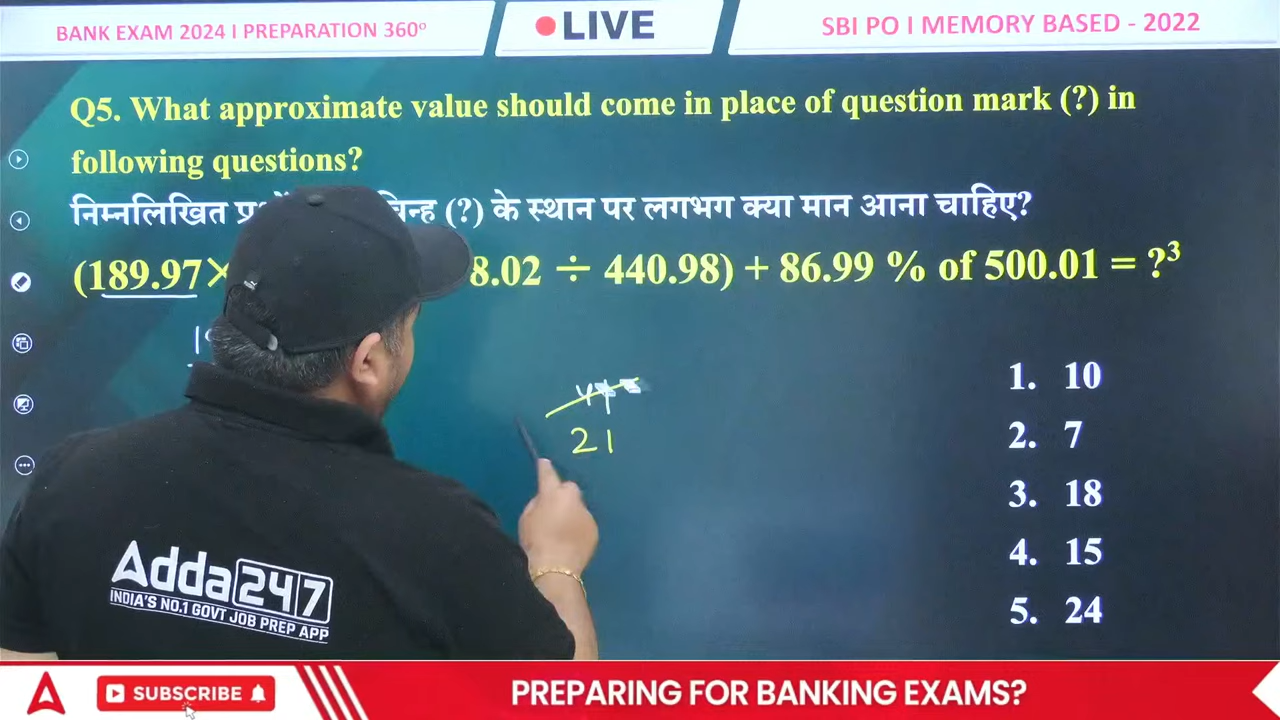 BANK EXAM 2024 I PREPARATION 360º
LIVE
SBI PO I MEMORY BASED - 2022
Q5. What approximate value should come in place of question mark (?) in
following questions?
निम्नलिखित (?) के स्थान पर लगभग क्या मान आना चाहिए?
(189.97× 8.02 ÷ 440.98) + 86.99 % of 500.01 = ?³
21
1. 10
2. 7
3. 18
4. 15
5. 24
Adda247
INDIA'S NO.1 GOVT JOB PREP APP
SUBSCRIBE
PREPARING FOR BANKING EXAMS?